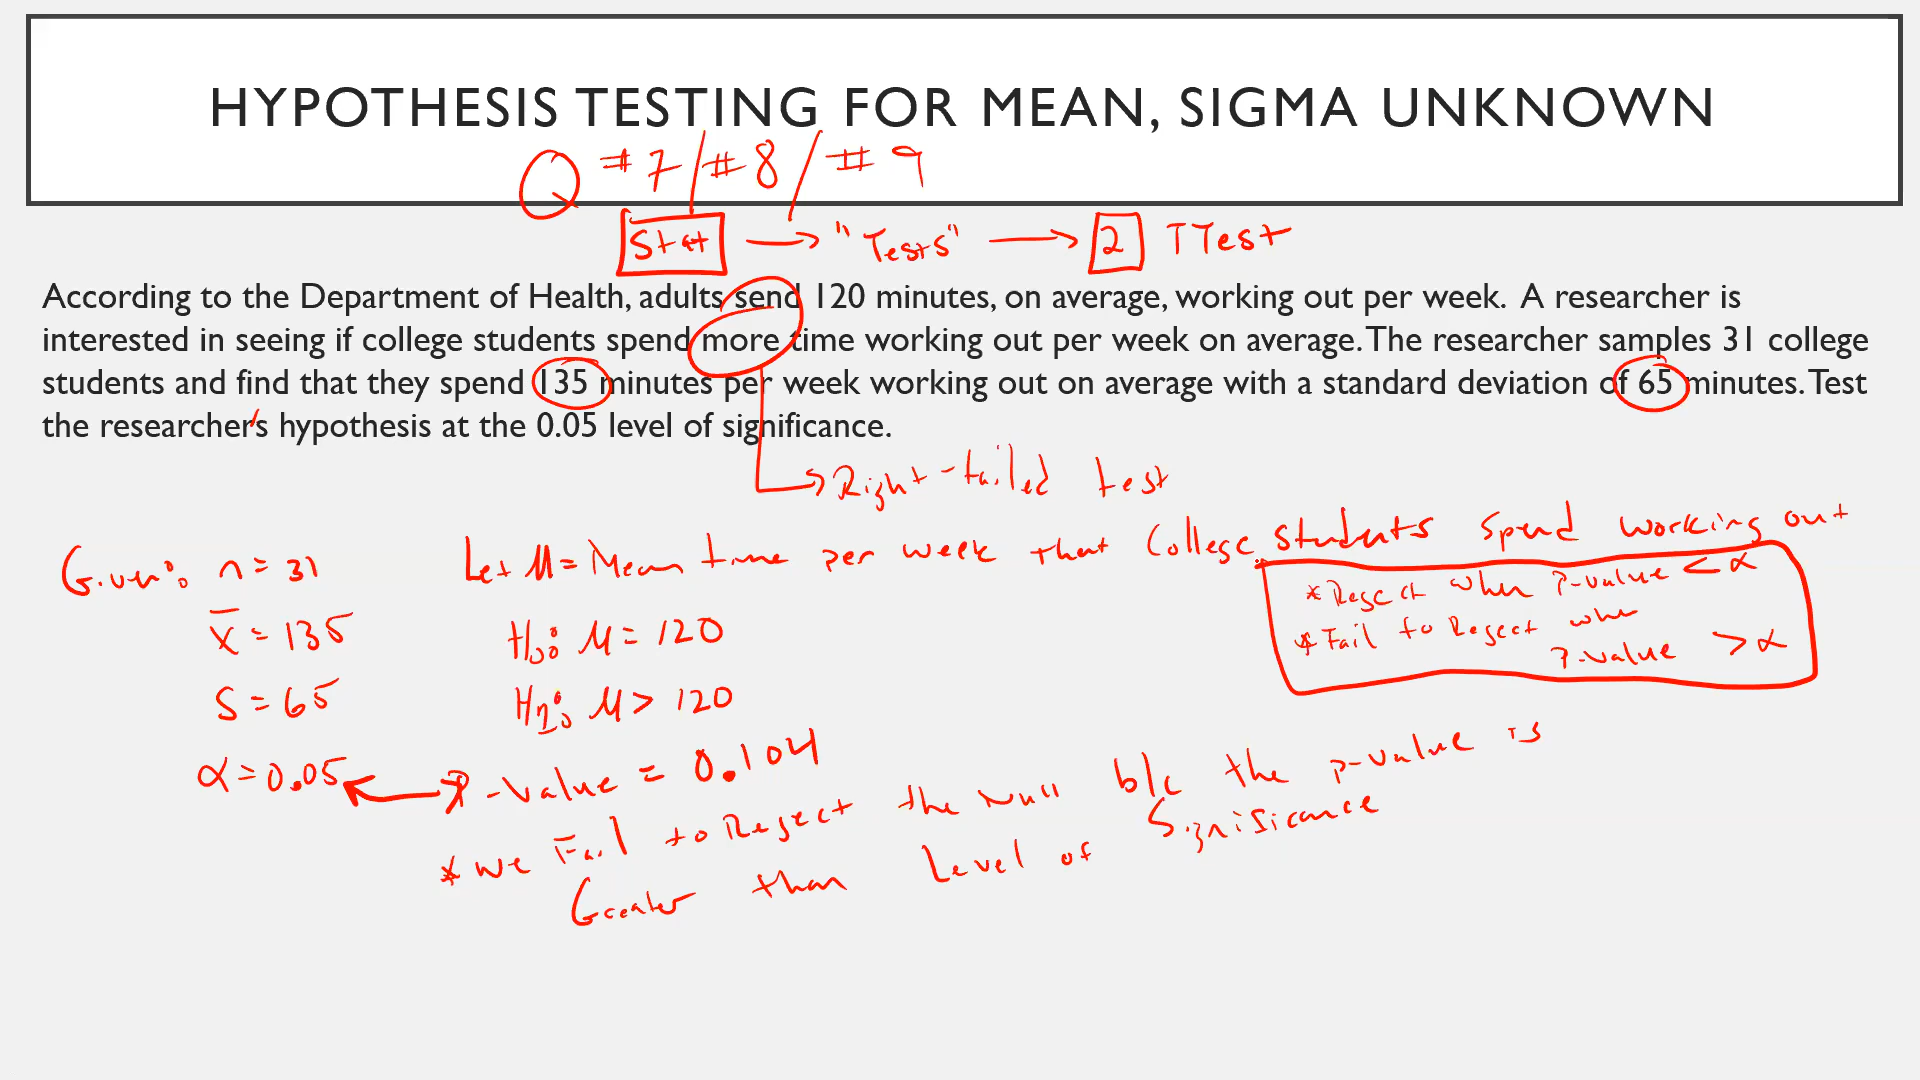 HYPOTHESIS TESTING FOR MEAN, SIGMA UNKNOWN
Q #7/#8/#9
Stat → "Tests" → 2 TTest
According to the Department of Health, adults send 120 minutes, on average, working out per week. A researcher is
interested in seeing if college students spend more time working out per week on average. The researcher samples 31 college
students and find that they spend 135 minutes per week working out on average with a standard deviation of 65 minutes. Test
the researcher's hypothesis at the 0.05 level of significance.
→ Right-tailed test
Given: n = 31
x̄ = 135
S = 65
α = 0.05
Let μ = Mean time per week that College students spend working out
H₀: μ = 120
H₁: μ > 120
P-value = 0.104
* Reject when P-value < α
* Fail to Reject when
P-value > α
* We Fail to Reject the Null b/c the p-value is
Greater than Level of Significance